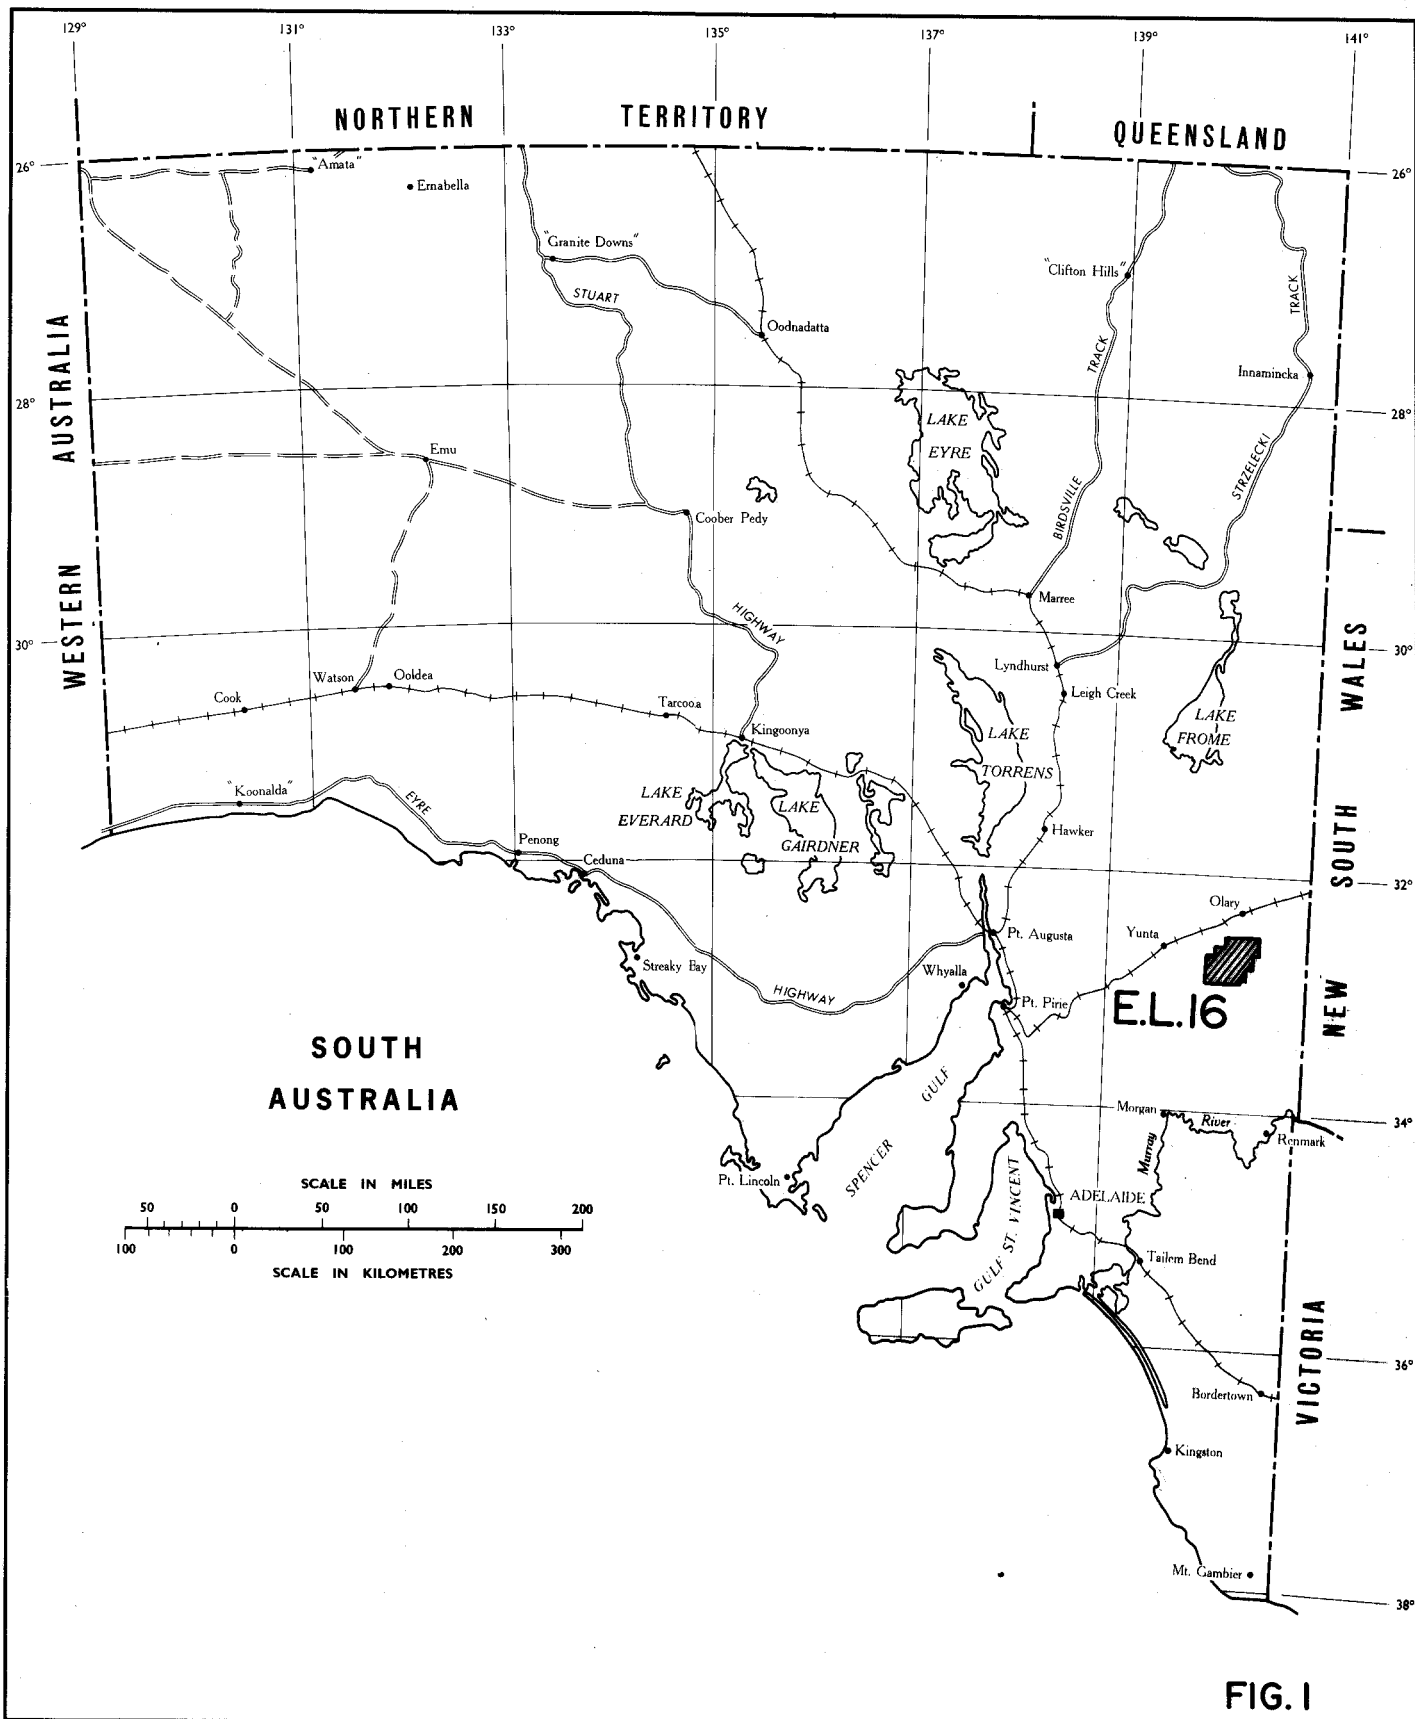 129° 131° 133° 135° 137° 139° 141°
NORTHERN TERRITORY
QUEENSLAND
26° 26°
"Amata"
Ernabella
"Granite Downs"
"Clifton Hills"
STUART
TRACK
Oodnadatta
TRACK
Innamincka
AUSTRALIA
28° 28°
LAKE
EYRE
Emu
STRZELECKI
BIRDSVILLE
Coober Pedy
Marree
HIGHWAY
WESTERN
30° 30°
Lyndhurst
Watson
Ooldea
Leigh Creek
Cook
Tarcoola
WALES
Kingoonya
LAKE
FROME
LAKE
TORRENS
"Koonalda"
EYRE
LAKE
EVERARD
LAKE
GAIRDNER
Hawker
Penong
Ceduna
SOUTH
32°
Olary
Pt. Augusta
Yunta
Streaky Bay
Whyalla
HIGHWAY
Pt. Pirie
E.L.16
NEW
SOUTH
AUSTRALIA
GULF
Morgan
River
34°
Renmark
Murray
SPENCER
Pt. Lincoln
GULF ST. VINCENT
ADELAIDE
SCALE IN MILES
50 0 50 100 150 200
100 0 100 200 300
SCALE IN KILOMETRES
Tailem Bend
36°
VICTORIA
Bordertown
Kingston
Mt. Gambier
38°
FIG. 1